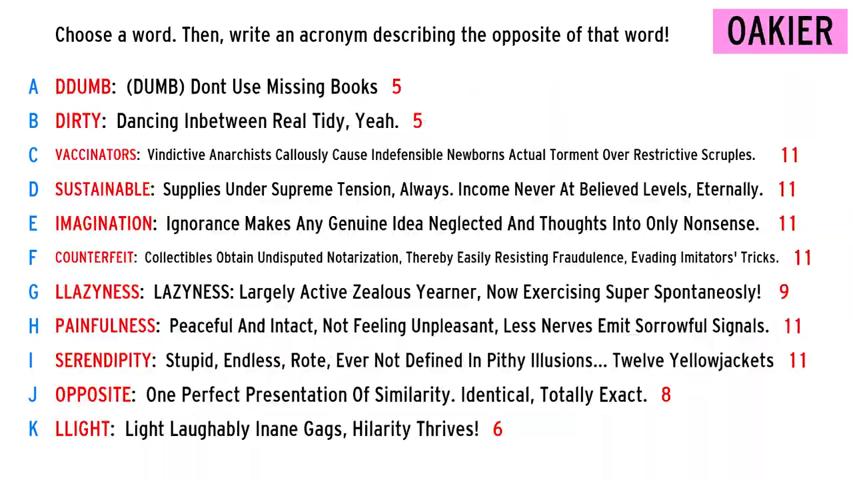 Choose a word. Then, write an acronym describing the opposite of that word!
OAKIER
A DDUMB: (DUMB) Dont Use Missing Books 5
B DIRTY: Dancing Inbetween Real Tidy, Yeah. 5
C VACCINATORS: Vindictive Anarchists Callously Cause Indefensible Newborns Actual Torment Over Restrictive Scruples. 11
D SUSTAINABLE: Supplies Under Supreme Tension, Always. Income Never At Believed Levels, Eternally. 11
E IMAGINATION: Ignorance Makes Any Genuine Idea Neglected And Thoughts Into Only Nonsense. 11
F COUNTERFEIT: Collectibles Obtain Undisputed Notarization, Thereby Easily Resisting Fraudulence, Evading Imitators' Tricks. 11
G LLAZYNESS: LAZYNESS: Largely Active Zealous Yearner, Now Exercising Super Spontaneosly! 9
H PAINFULNESS: Peaceful And Intact, Not Feeling Unpleasant, Less Nerves Emit Sorrowful Signals. 11
I SERENDIPITY: Stupid, Endless, Rote, Ever Not Defined In Pithy Illusions... Twelve Yellowjackets 11
J OPPOSITE: One Perfect Presentation Of Similarity. Identical, Totally Exact. 8
K LLIGHT: Light Laughably Inane Gags, Hilarity Thrives! 6